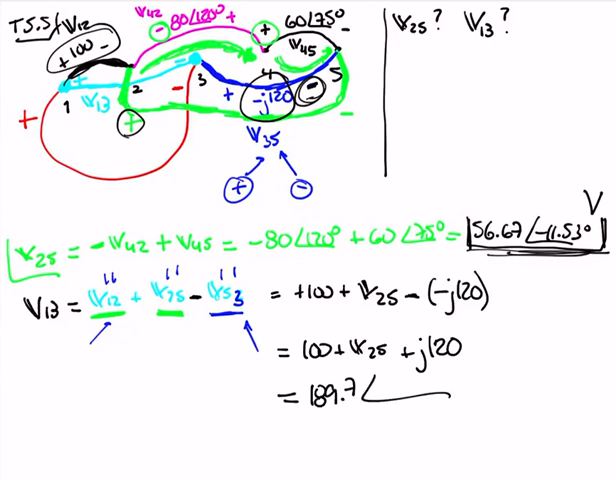 T5.5/ 𝕍12
+100 -
𝕍42
- 80∠120° +
+ 60∠75° -
𝕍45
1 2 3 4 5
+ 𝕍13 -
+ -
+ -j120 -
𝕍35
+ -
+ -
𝕍25? 𝕍13?
𝕍25 = -𝕍42 + 𝕍45 = -80∠120° + 60∠75° = 56.67∠-11.53° V
V13 = 𝕍12 + 𝕍25 - 𝕍53 = +100 + 𝕍25 - (-j120)
= 100 + 𝕍25 + j120
= 189.7∠